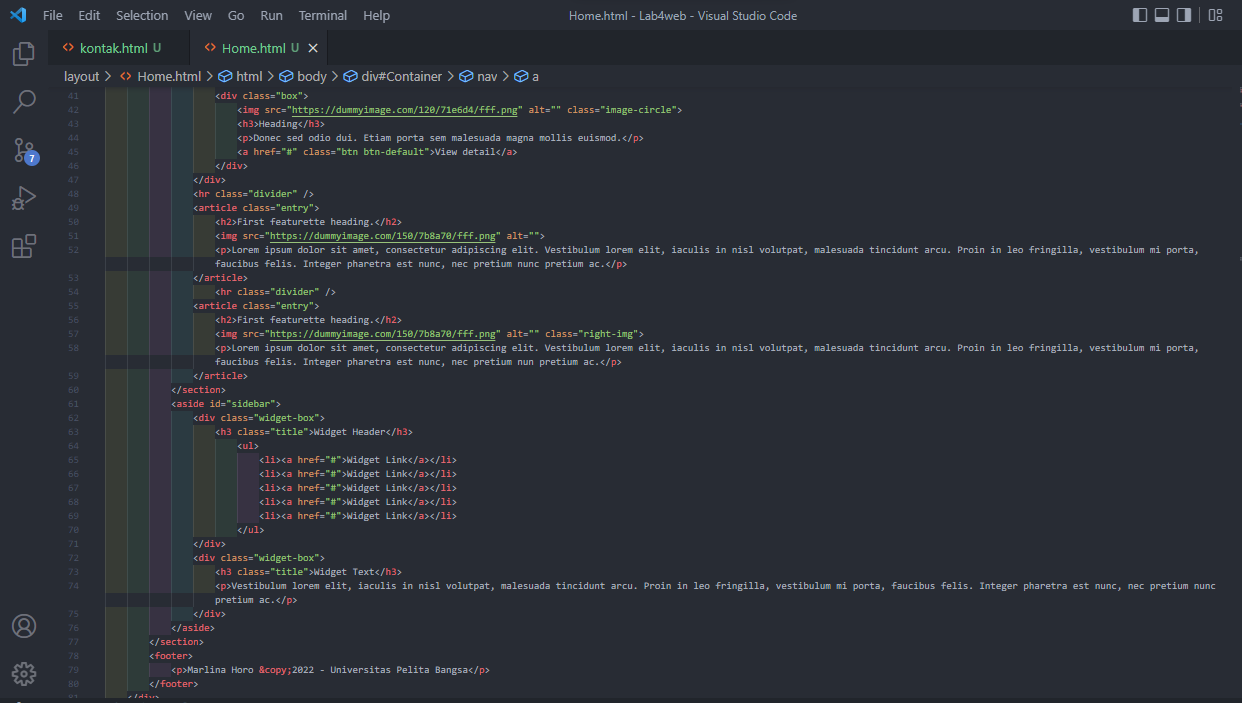 File Edit Selection View Go Run Terminal Help Home.html - Lab4web - Visual Studio Code
kontak.html U Home.html U
layout > Home.html > html > body > div#Container > nav > a
7
41 <div class="box">
42 <img src="https://dummyimage.com/120/71e6d4/fff.png" alt="" class="image-circle">
43 <h3>Heading</h3>
44 <p>Donec sed odio dui. Etiam porta sem malesuada magna mollis euismod.</p>
45 <a href="#" class="btn btn-default">View detail</a>
46 </div>
47 </div>
48 <hr class="divider" />
49 <article class="entry">
50 <h2>First featurette heading.</h2>
51 <img src="https://dummyimage.com/150/7b8a70/fff.png" alt="">
52 <p>Lorem ipsum dolor sit amet, consectetur adipiscing elit. Vestibulum lorem elit, iaculis in nisl volutpat, malesuada tincidunt arcu. Proin in leo fringilla, vestibulum mi porta,
faucibus felis. Integer pharetra est nunc, nec pretium nunc pretium ac.</p>
53 </article>
54 <hr class="divider" />
55 <article class="entry">
56 <h2>First featurette heading.</h2>
57 <img src="https://dummyimage.com/150/7b8a70/fff.png" alt="" class="right-img">
58 <p>Lorem ipsum dolor sit amet, consectetur adipiscing elit. Vestibulum lorem elit, iaculis in nisl volutpat, malesuada tincidunt arcu. Proin in leo fringilla, vestibulum mi porta,
faucibus felis. Integer pharetra est nunc, nec pretium nun pretium ac.</p>
59 </article>
60 </section>
61 <aside id="sidebar">
62 <div class="widget-box">
63 <h3 class="title">Widget Header</h3>
64 <ul>
65 <li><a href="#">Widget Link</a></li>
66 <li><a href="#">Widget Link</a></li>
67 <li><a href="#">Widget Link</a></li>
68 <li><a href="#">Widget Link</a></li>
69 <li><a href="#">Widget Link</a></li>
70 </ul>
71 </div>
72 <div class="widget-box">
73 <h3 class="title">Widget Text</h3>
74 <p>Vestibulum lorem elit, iaculis in nisl volutpat, malesuada tincidunt arcu. Proin in leo fringilla, vestibulum mi porta, faucibus felis. Integer pharetra est nunc, nec pretium nunc
pretium ac.</p>
75 </div>
76 </aside>
77 </section>
78 <footer>
79 <p>Marlina Horo &copy;2022 - Universitas Pelita Bangsa</p>
80 </footer>
81 </div>